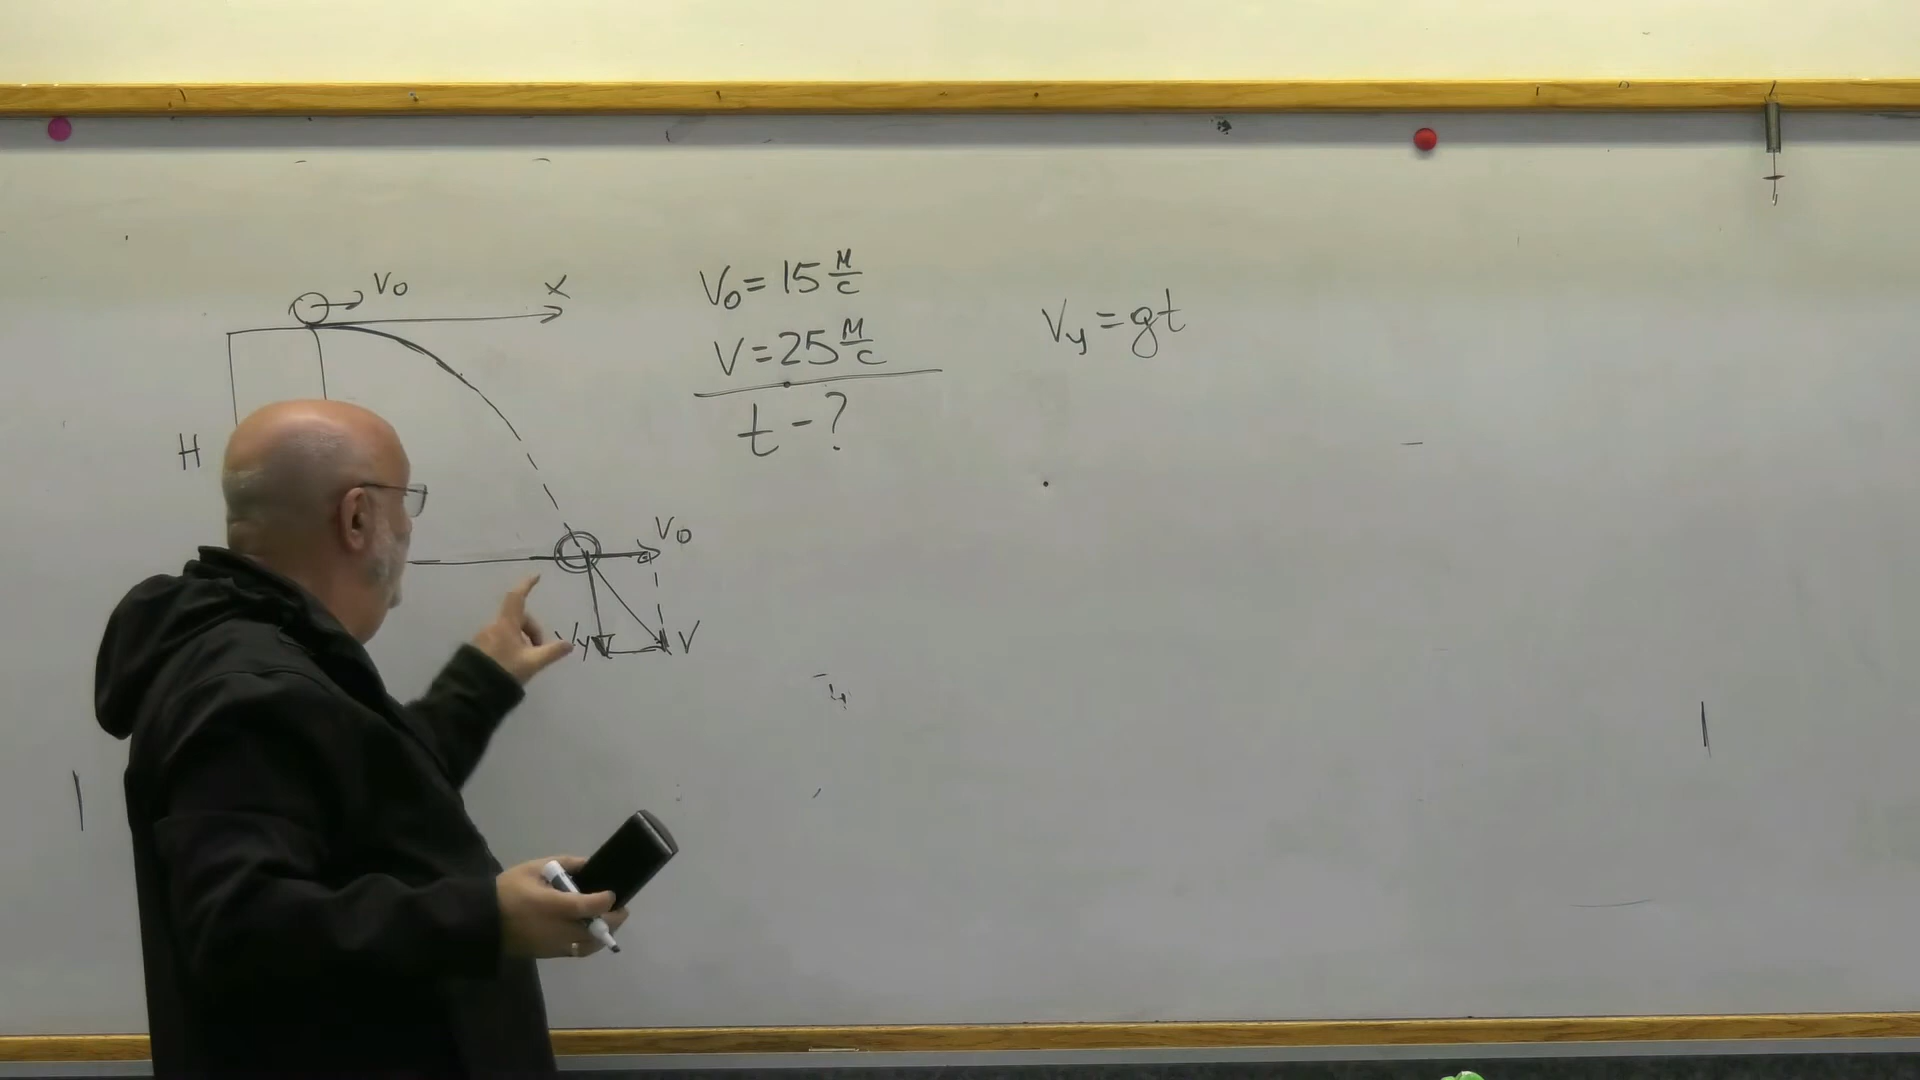 V₀
X
H
V₀
Vy
V
V₀ = 15 м/с
V = 25 м/с
t - ?
Vy = gt